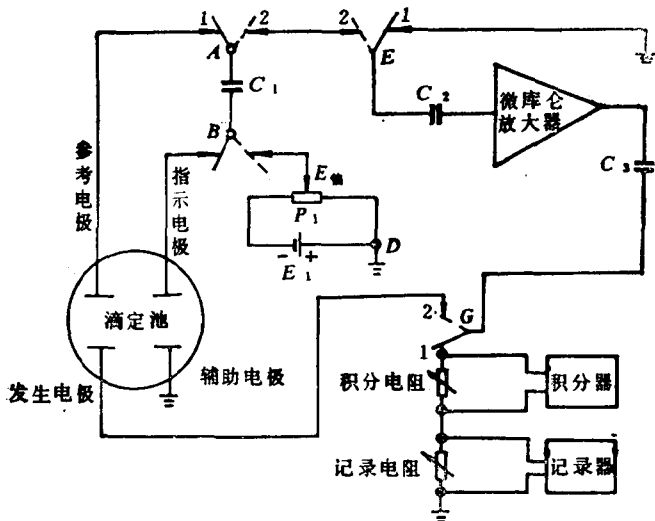 1
2
2
1
A
E
C₁
C₂
微库仑
放大器
B
C₃
参考电极
指示电极
E偏
P₁
D
− +
E₁
滴定池
2
G
辅助电极
发生电极
1
积分电阻
积分器
记录电阻
记录器